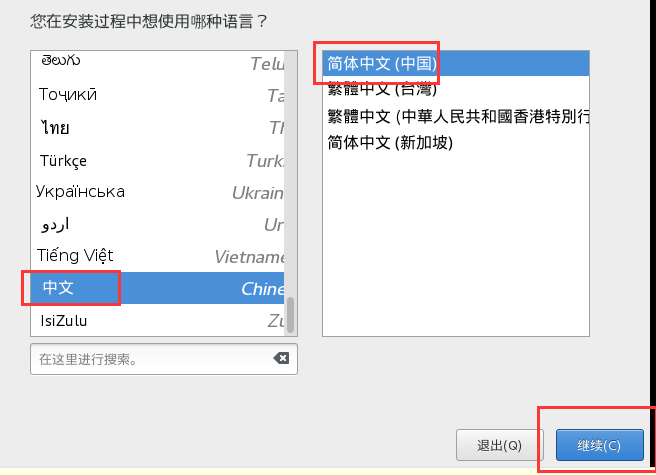 您在安装过程中想使用哪种语言？
తెలుగు Telu
Тоҷикӣ Ta
ไทย Th
Türkçe Turk
Українська Ukrain
اردو Ur
Tiếng Việt Vietname
中文 Chine
IsiZulu Zu
在这里进行搜索。
简体中文 (中国)
繁體中文 (台灣)
繁體中文 (中華人民共和國香港特別行
简体中文 (新加坡)
退出(Q) 继续(C)